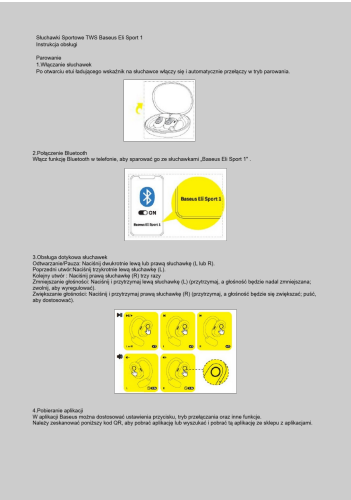 Słuchawki Sportowe TWS Baseus Eli Sport 1
Instrukcja obsługi
Parowanie
1.Włączanie słuchawek
Po otwarciu etui ładującego wskaźnik na słuchawce włączy się i automatycznie przełączy w tryb parowania.
2.Połączenie Bluetooth
Włącz funkcję Bluetooth w telefonie, aby sparować go ze słuchawkami „Baseus Eli Sport 1” .
Baseus Eli Sport 1
ON
Baseus Eli Sport 1
3.Obsługa dotykowa słuchawek
Odtwarzanie/Pauza: Naciśnij dwukrotnie lewą lub prawą słuchawkę (L lub R).
Poprzedni utwór:Naciśnij trzykrotnie lewą słuchawkę (L).
Kolejny utwór : Naciśnij prawą słuchawkę (R) trzy razy
Zmniejszanie głośności: Naciśnij i przytrzymaj lewą słuchawkę (L) (przytrzymaj, a głośność będzie nadal zmniejszana;
zwolnij, aby wyregulować).
Zwiększanie głośności: Naciśnij i przytrzymaj prawą słuchawkę (R) (przytrzymaj, a głośność będzie się zwiększać; puść,
aby dostosować).
4.Pobieranie aplikacji
W aplikacji Baseus można dostosować ustawienia przycisku, tryb przełączania oraz inne funkcje.
Należy zeskanować poniższy kod QR, aby pobrać aplikację lub wyszukać i pobrać tą aplikację ze sklepu z aplikacjami.